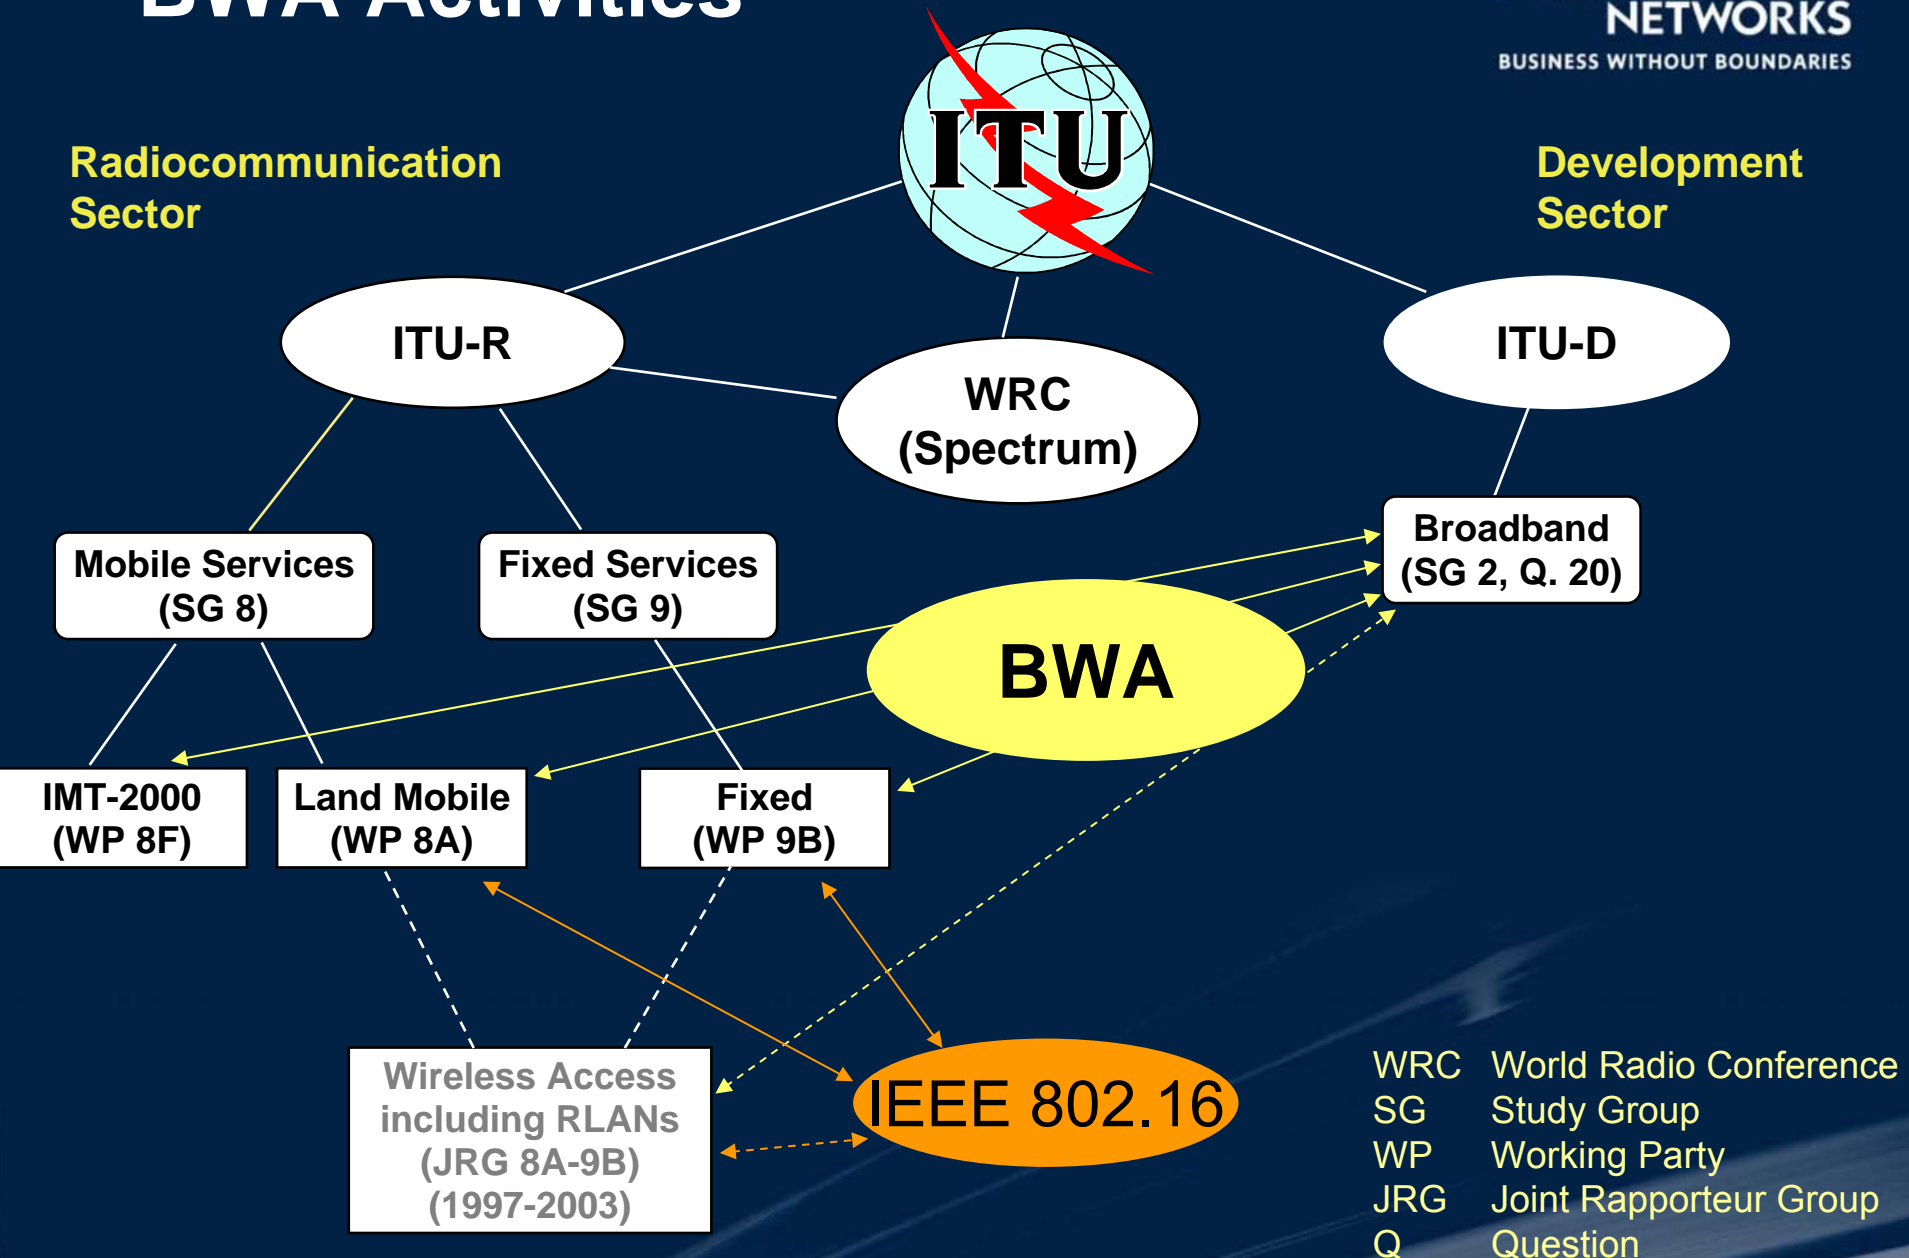 BWA Activities
NETWORKS
BUSINESS WITHOUT BOUNDARIES
ITU
Radiocommunication
Sector
Development
Sector
ITU-R
ITU-D
WRC
(Spectrum)
Mobile Services
(SG 8)
Fixed Services
(SG 9)
Broadband
(SG 2, Q. 20)
BWA
IMT-2000
(WP 8F)
Land Mobile
(WP 8A)
Fixed
(WP 9B)
Wireless Access
including RLANs
(JRG 8A-9B)
(1997-2003)
IEEE 802.16
WRC World Radio Conference
SG Study Group
WP Working Party
JRG Joint Rapporteur Group
Q Question